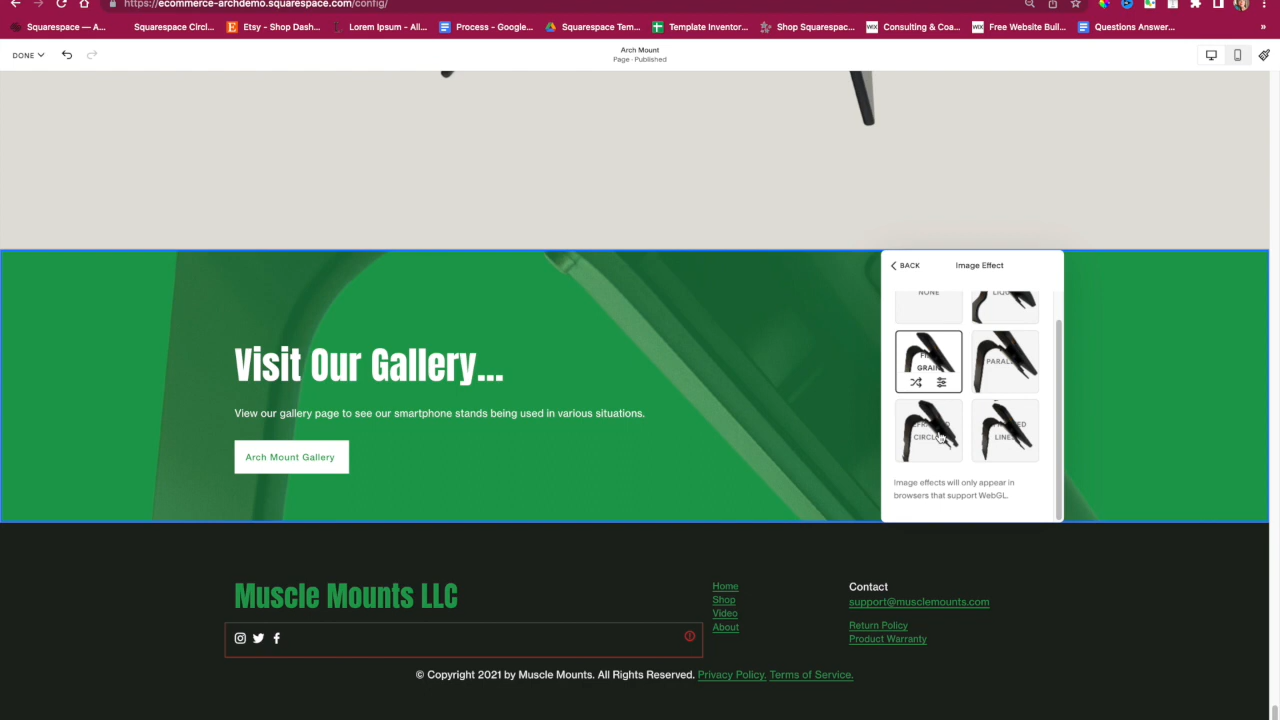 https://ecommerce-archdemo.squarespace.com/config/
Squarespace — A...
Squarespace Circl...
Etsy - Shop Dash...
Lorem Ipsum - All...
Process - Google...
Squarespace Tem...
Template Inventor...
Shop Squarespac...
Consulting & Coa...
Free Website Buil...
Questions Answer...
»
DONE
Arch Mount
Page · Published
BACK
Image Effect
NONE
GRAIN
Image effects will only appear in
browsers that support WebGL.
Visit Our Gallery...
View our gallery page to see our smartphone stands being used in various situations.
Arch Mount Gallery
Muscle Mounts LLC
Home
Shop
Video
About
Contact
support@musclemounts.com
Return Policy
Product Warranty
© Copyright 2021 by Muscle Mounts. All Rights Reserved. Privacy Policy. Terms of Service.